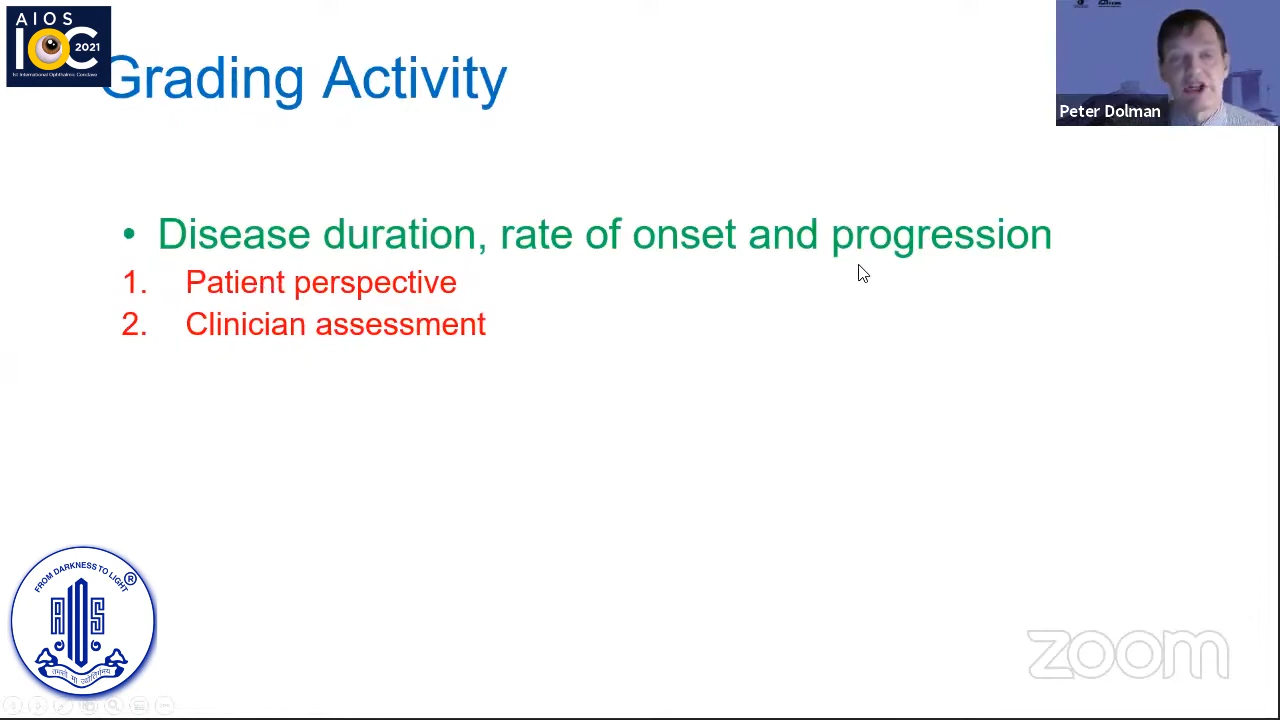 AIOS
IOC 2021
Grading Activity
Peter Dolman
• Disease duration, rate of onset and progression
1. Patient perspective
2. Clinician assessment
FROM DARKNESS TO LIGHT
®
AIOS
zoom